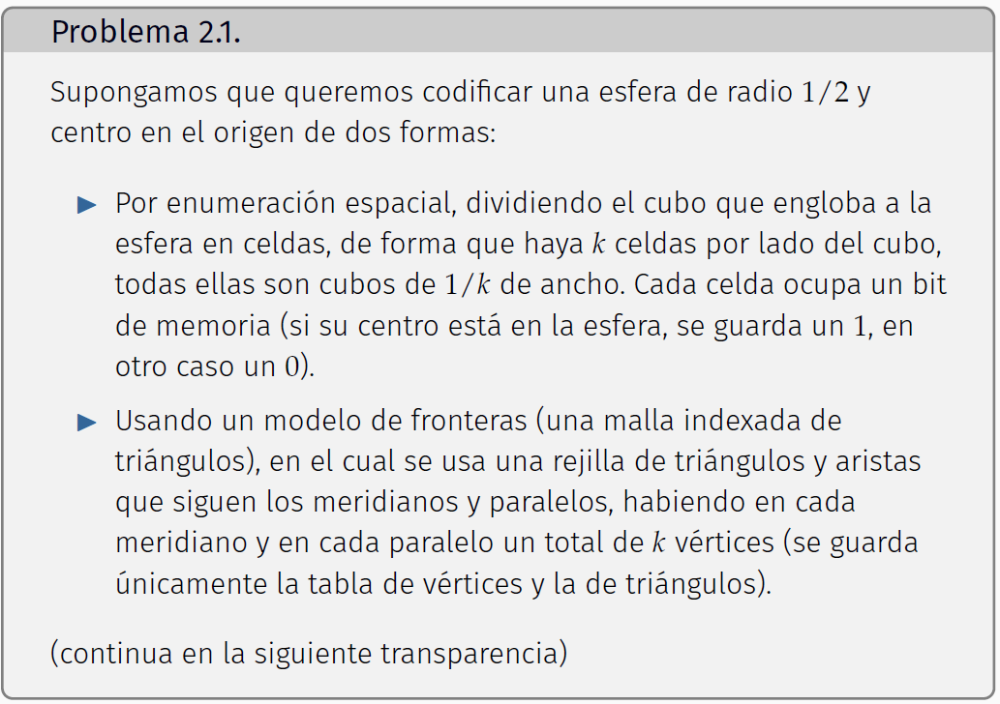 Problema 2.1.
Supongamos que queremos codificar una esfera de radio 1/2 y
centro en el origen de dos formas:
▶ Por enumeración espacial, dividiendo el cubo que engloba a la
esfera en celdas, de forma que haya k celdas por lado del cubo,
todas ellas son cubos de 1/k de ancho. Cada celda ocupa un bit
de memoria (si su centro está en la esfera, se guarda un 1, en
otro caso un 0).
▶ Usando un modelo de fronteras (una malla indexada de
triángulos), en el cual se usa una rejilla de triángulos y aristas
que siguen los meridianos y paralelos, habiendo en cada
meridiano y en cada paralelo un total de k vértices (se guarda
únicamente la tabla de vértices y la de triángulos).
(continua en la siguiente transparencia)